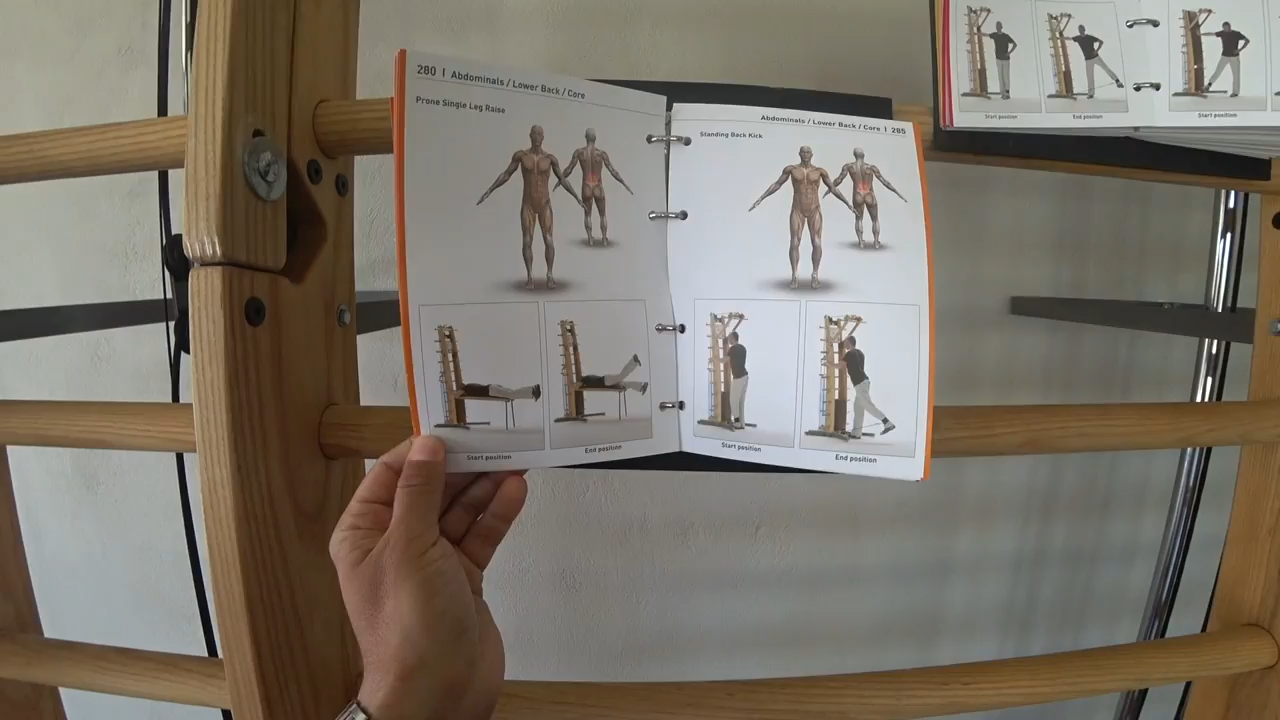 280 | Abdominals / Lower Back / Core
Prone Single Leg Raise
Start position
End position
Abdominals / Lower Back / Core | 285
Standing Back Kick
Start position
End position
Start position
End position
Start position